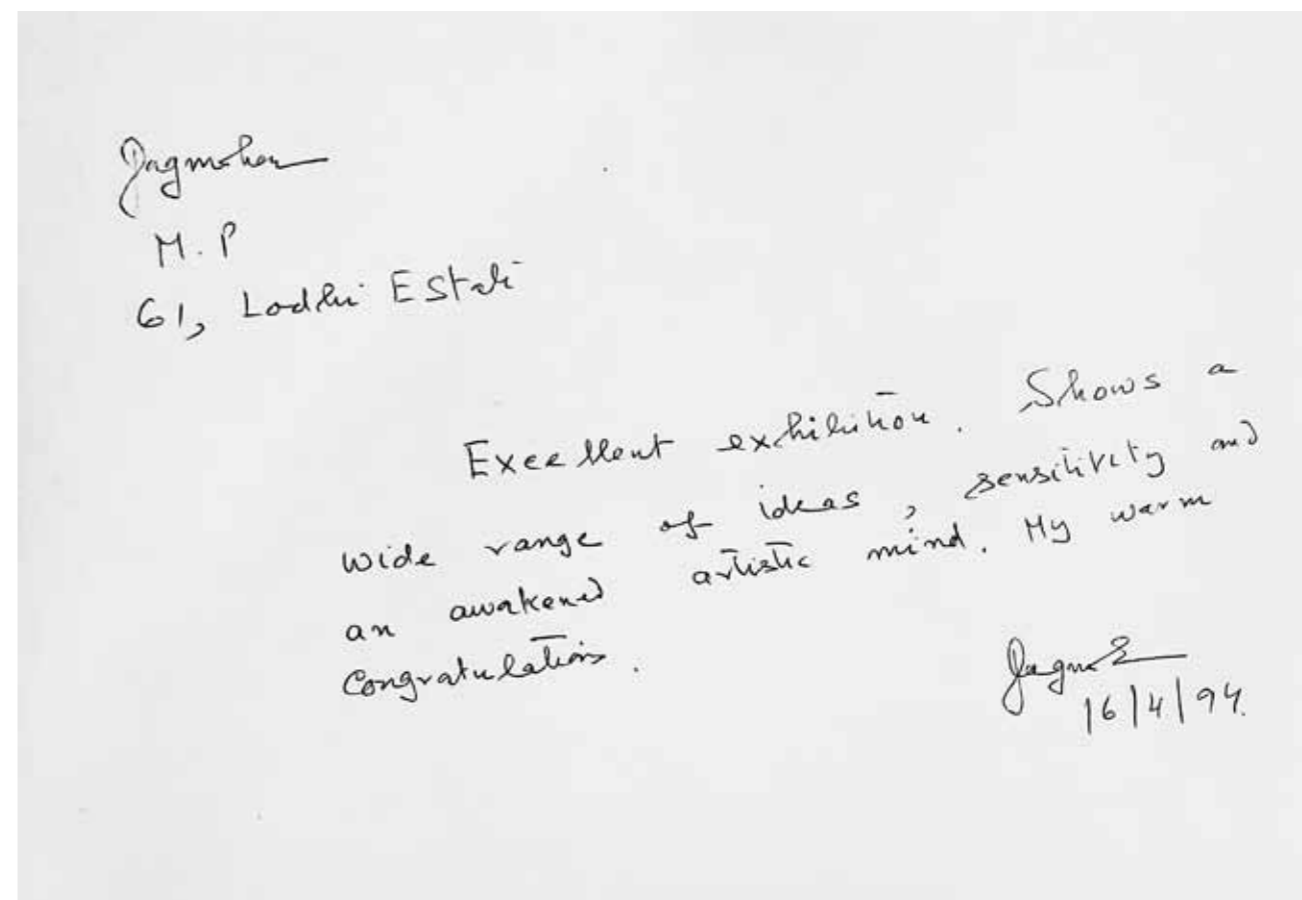 Jagmohan
M. P
61, Lodhi Estate
Excellent exhibition. Shows a
wide range of ideas, sensitivity and
an awakened artistic mind. My warm
Congratulations.
Jagmohan
16/4/94.